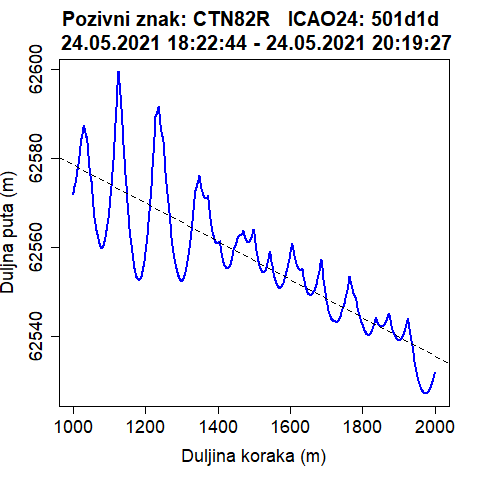 Pozivni znak: CTN82R   ICAO24: 501d1d
24.05.2021 18:22:44 - 24.05.2021 20:19:27
Duljna puta (m)
62600
62580
62560
62540
1000 1200 1400 1600 1800 2000
Duljina koraka (m)